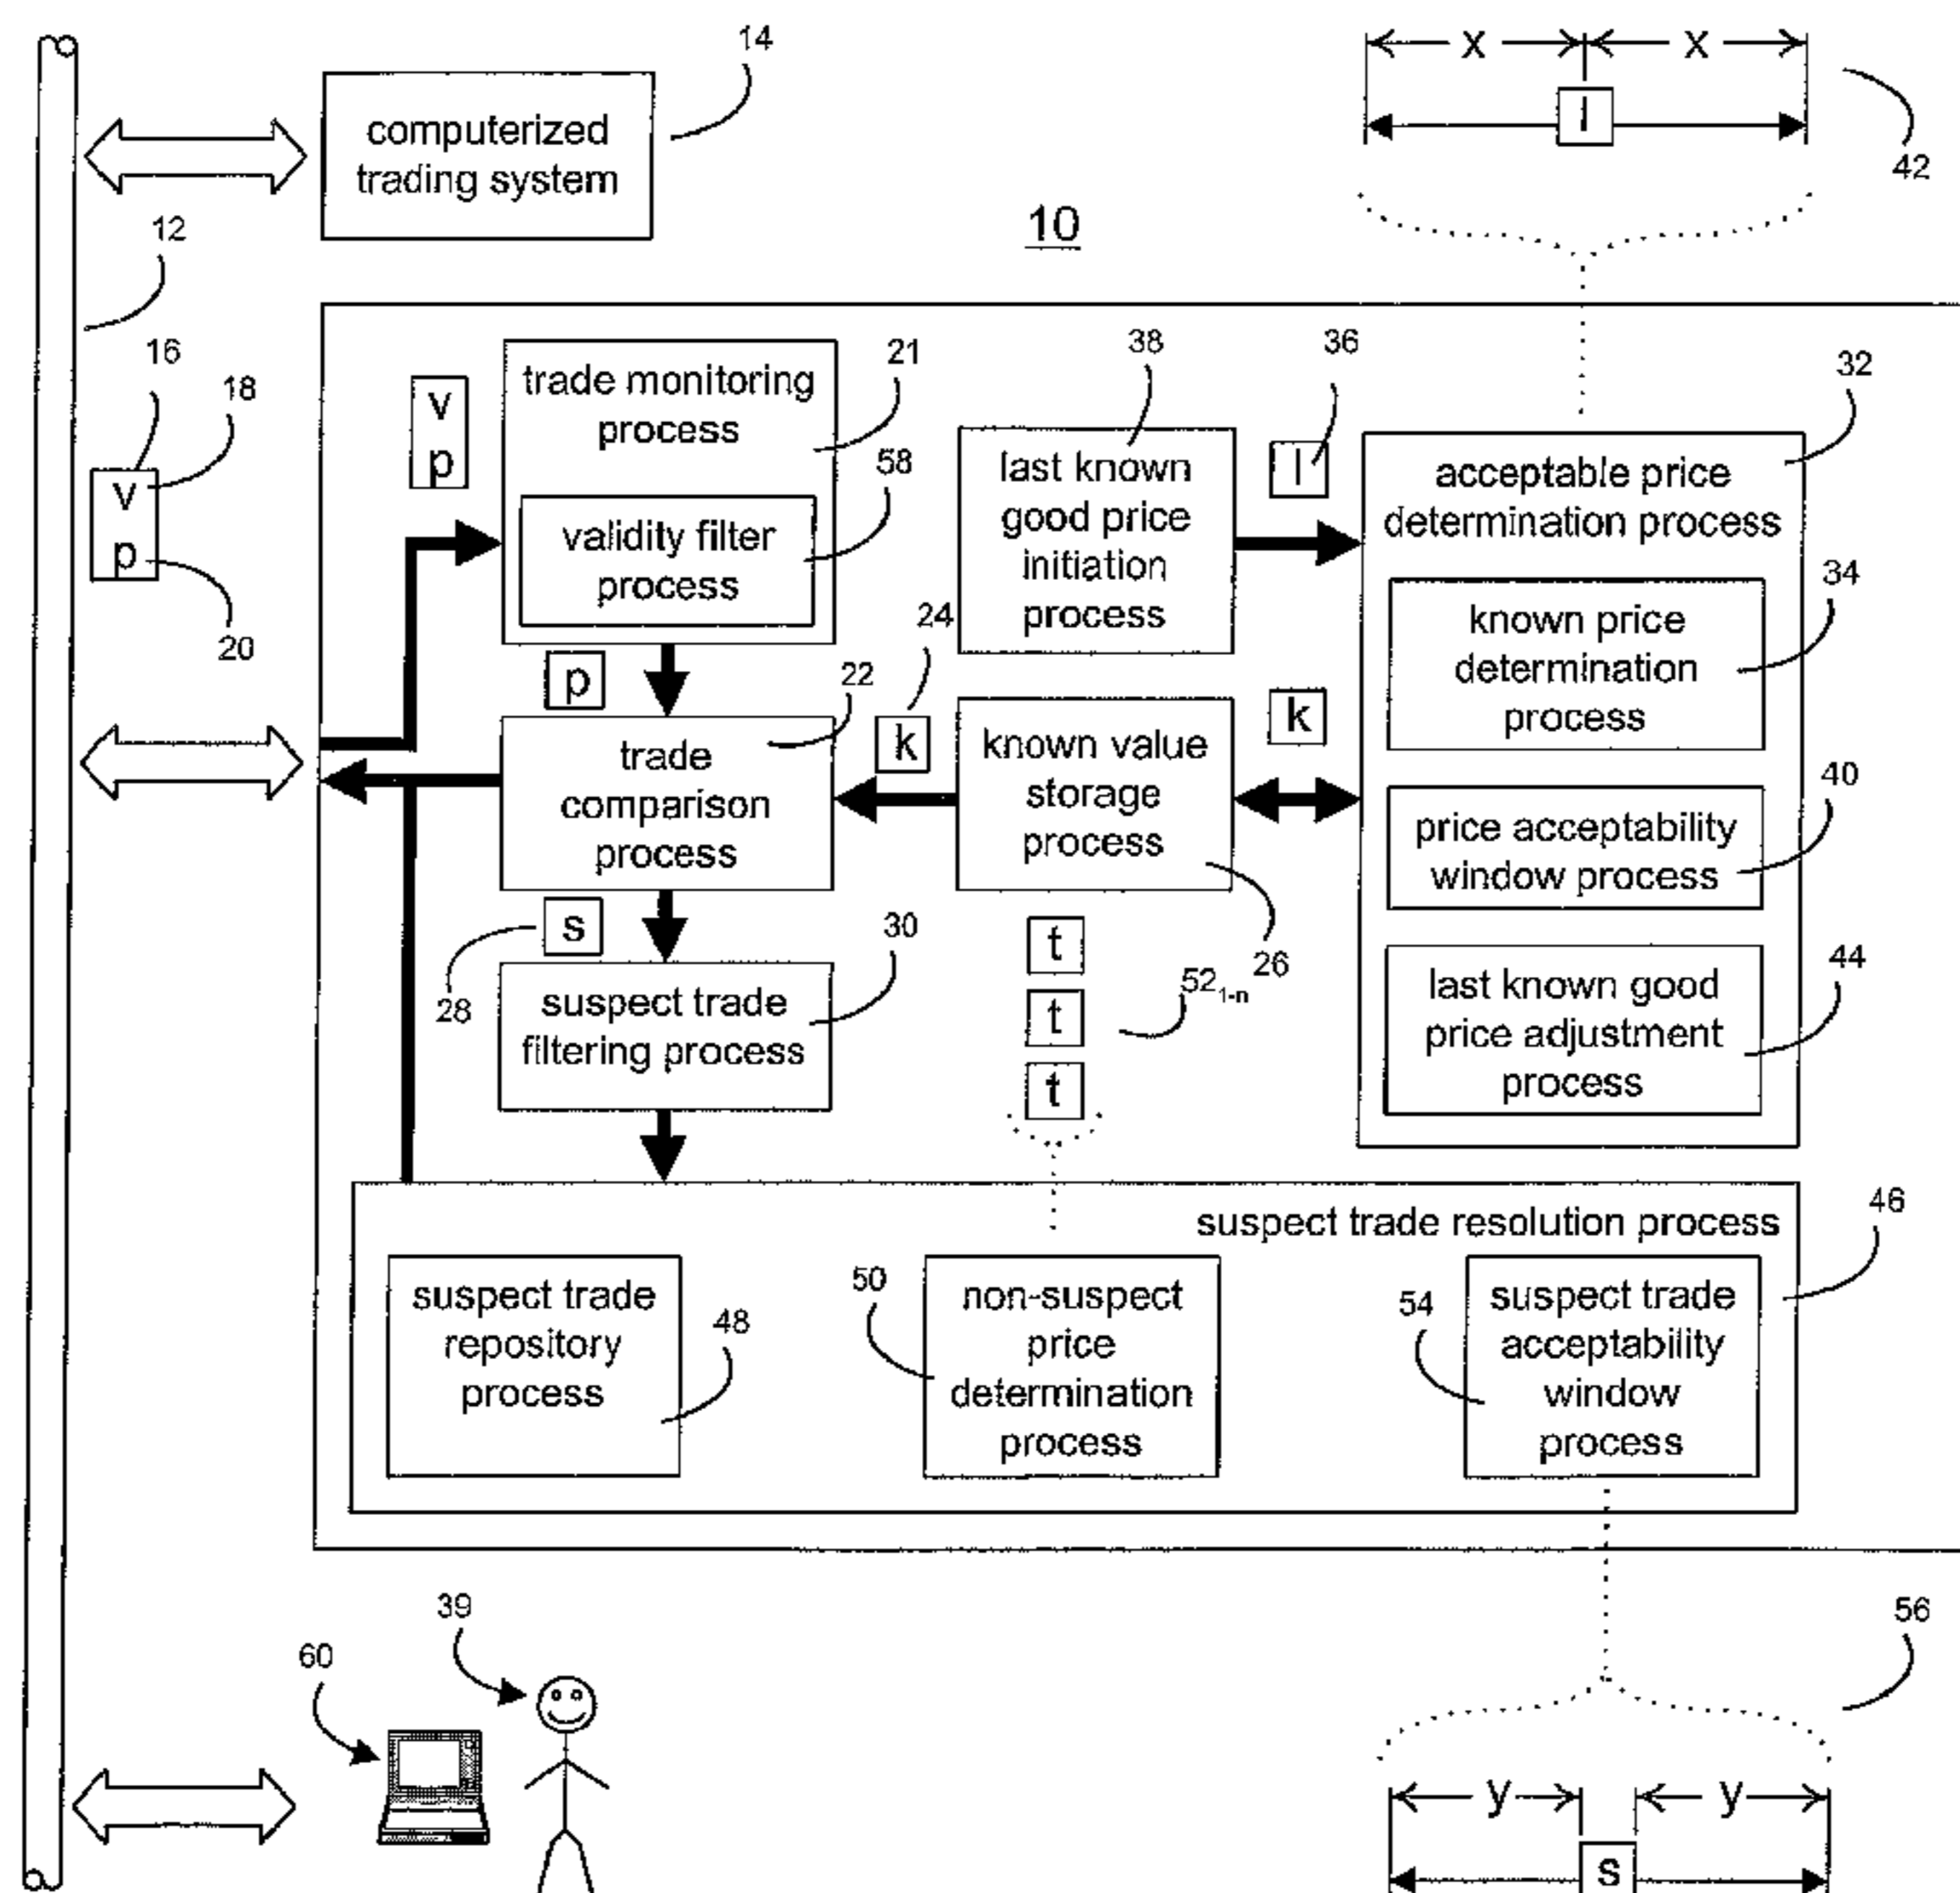 14
x
x
computerized
trading system
l
42
12
10
16
18
v
p
20
v
p
trade monitoring
process
21
validity filter
process
58
38
last known
good price
initiation
process
36
l
32
acceptable price
determination process
34
known price
determination
process
p
22
24
k
k
trade
comparison
process
known value
storage
process
26
40
price acceptability
window process
s
28
30
suspect trade
filtering process
t
t
t
52 1-n
44
last known good
price adjustment
process
46
suspect trade resolution process
suspect trade
repository
process
48
50
non-suspect
price
determination
process
54
suspect trade
acceptability
window
process
39
60
56
y
y
s